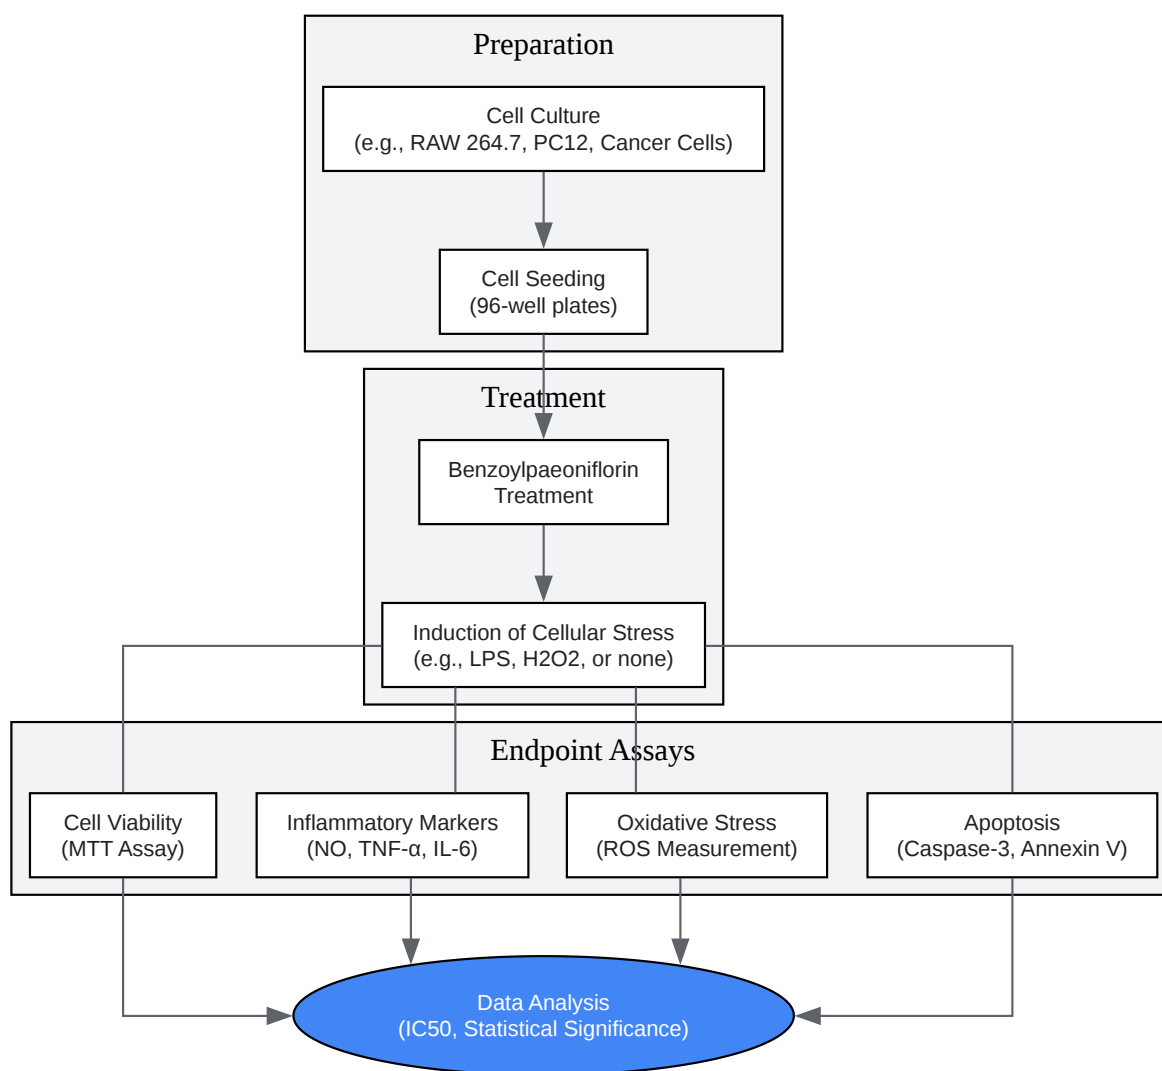 Preparation
Cell Culture
(e.g., RAW 264.7, PC12, Cancer Cells)
Cell Seeding
(96-well plates)
Treatment
Benzoylpaeoniflorin
Treatment
Induction of Cellular Stress
(e.g., LPS, H2O2, or none)
Endpoint Assays
Cell Viability
(MTT Assay)
Inflammatory Markers
(NO, TNF-α, IL-6)
Oxidative Stress
(ROS Measurement)
Apoptosis
(Caspase-3, Annexin V)
Data Analysis
(IC50, Statistical Significance)